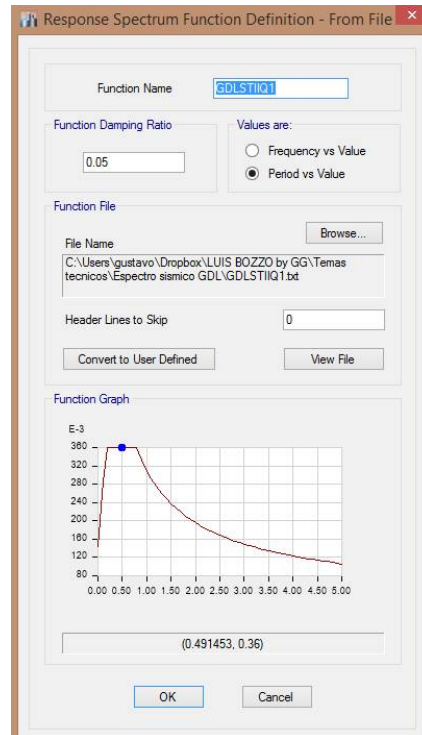 Response Spectrum Function Definition - From File
Function Name
GDLSTIIQ1
Function Damping Ratio
0.05
Values are:
Frequency vs Value
Period vs Value
Function File
Browse...
File Name
C:\Users\gustavo\Dropbox\LUIS BOZZO by GG\Temas
tecnicos\Espectro sismico GDL\GDLSTIIQ1.txt
Header Lines to Skip
0
Convert to User Defined
View File
Function Graph
E-3
360
320
280
240
200
160
120
80
0.00 0.50 1.00 1.50 2.00 2.50 3.00 3.50 4.00 4.50 5.00
(0.491453, 0.36)
OK
Cancel